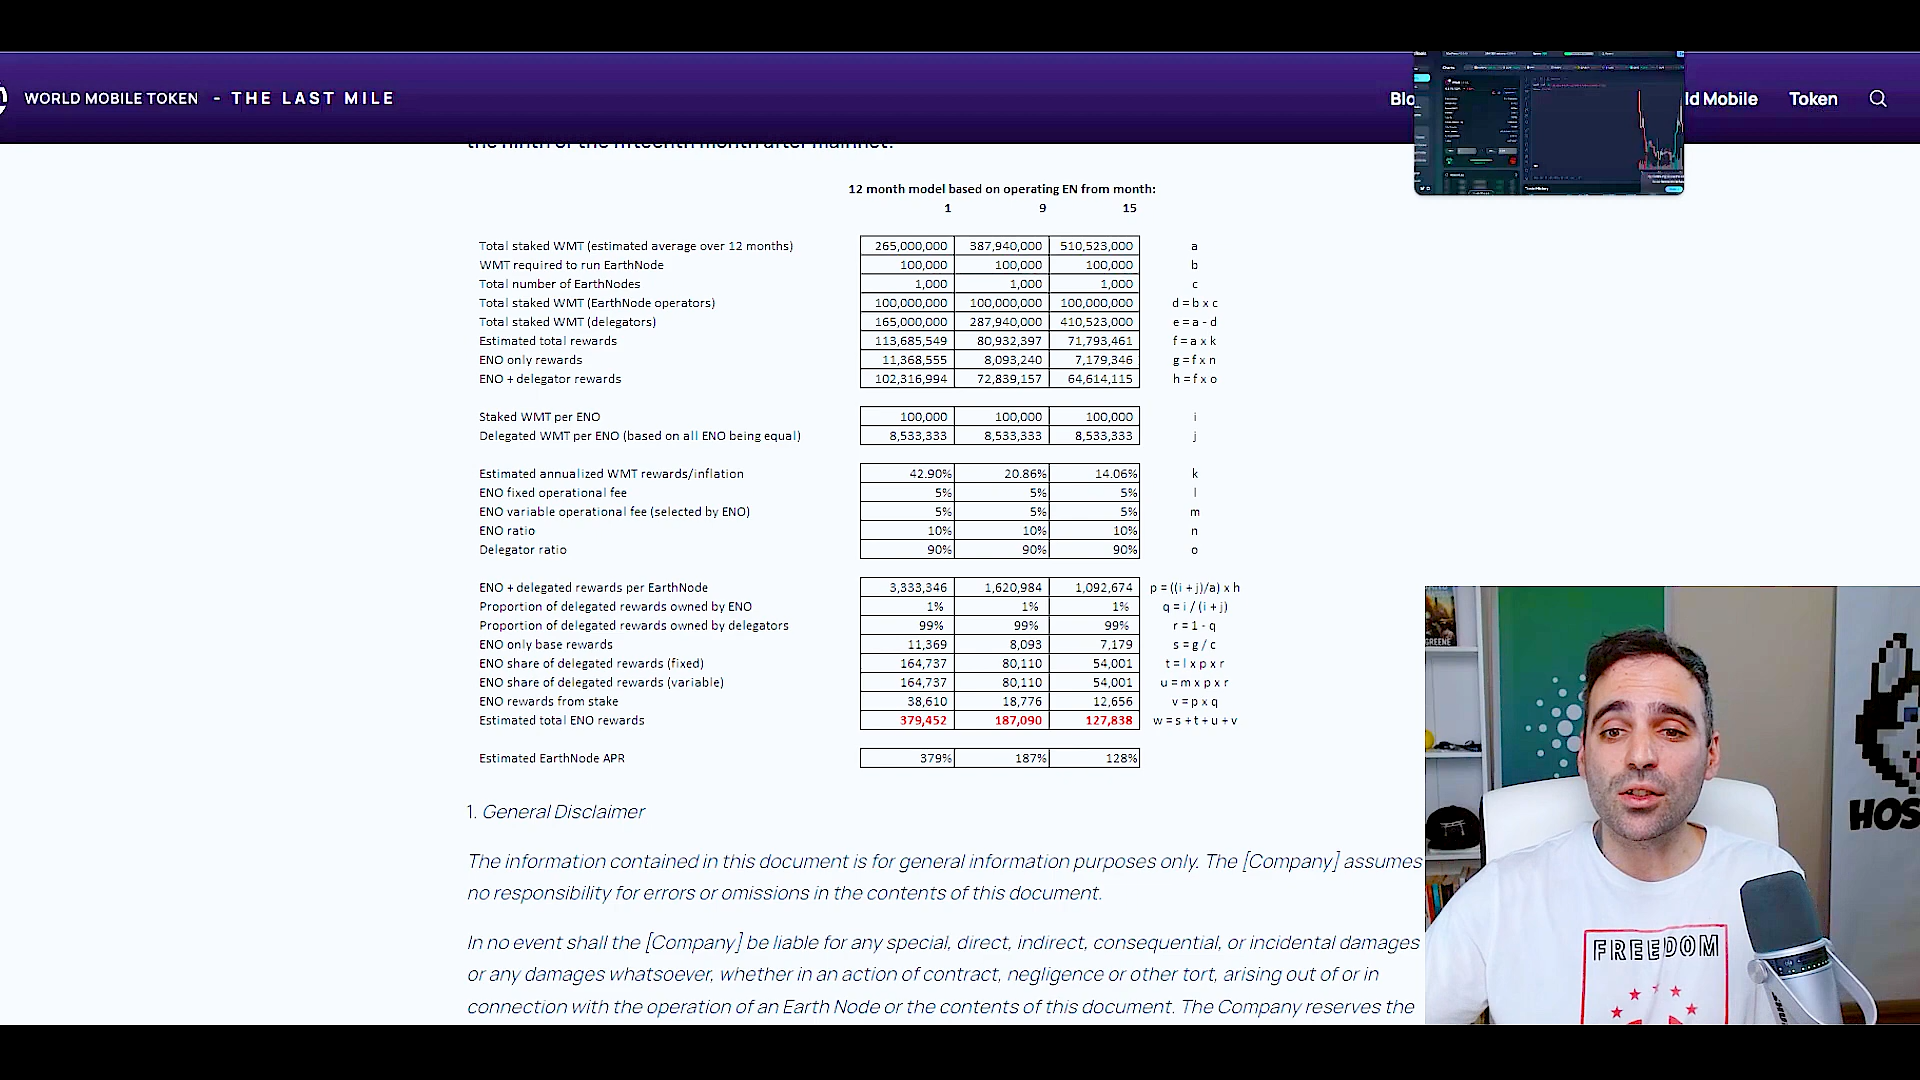 WORLD MOBILE TOKEN - THE LAST MILE
Blo
ld Mobile
Token
the ninth or the fifteenth month after mainnet.
12 month model based on operating EN from month:
1 9 15
Total staked WMT (estimated average over 12 months) 265,000,000 387,940,000 510,523,000 a
WMT required to run EarthNode 100,000 100,000 100,000 b
Total number of EarthNodes 1,000 1,000 1,000 c
Total staked WMT (EarthNode operators) 100,000,000 100,000,000 100,000,000 d = b x c
Total staked WMT (delegators) 165,000,000 287,940,000 410,523,000 e = a - d
Estimated total rewards 113,685,549 80,932,397 71,793,461 f = a x k
ENO only rewards 11,368,555 8,093,240 7,179,346 g = f x n
ENO + delegator rewards 102,316,994 72,839,157 64,614,115 h = f x o
Staked WMT per ENO 100,000 100,000 100,000 i
Delegated WMT per ENO (based on all ENO being equal) 8,533,333 8,533,333 8,533,333 j
Estimated annualized WMT rewards/inflation 42.90% 20.86% 14.06% k
ENO fixed operational fee 5% 5% 5% l
ENO variable operational fee (selected by ENO) 5% 5% 5% m
ENO ratio 10% 10% 10% n
Delegator ratio 90% 90% 90% o
ENO + delegated rewards per EarthNode 3,333,346 1,620,984 1,092,674 p = ((i + j)/a) x h
Proportion of delegated rewards owned by ENO 1% 1% 1% q = i / (i + j)
Proportion of delegated rewards owned by delegators 99% 99% 99% r = 1 - q
ENO only base rewards 11,369 8,093 7,179 s = g / c
ENO share of delegated rewards (fixed) 164,737 80,110 54,001 t = l x p x r
ENO share of delegated rewards (variable) 164,737 80,110 54,001 u = m x p x r
ENO rewards from stake 38,610 18,776 12,656 v = p x q
Estimated total ENO rewards 379,452 187,090 127,838 w = s + t + u + v
Estimated EarthNode APR 379% 187% 128%
1. General Disclaimer
The information contained in this document is for general information purposes only. The [Company] assumes
no responsibility for errors or omissions in the contents of this document.
In no event shall the [Company] be liable for any special, direct, indirect, consequential, or incidental damages
or any damages whatsoever, whether in an action of contract, negligence or other tort, arising out of or in
connection with the operation of an Earth Node or the contents of this document. The Company reserves the
GREENE
HOS
FREEDOM